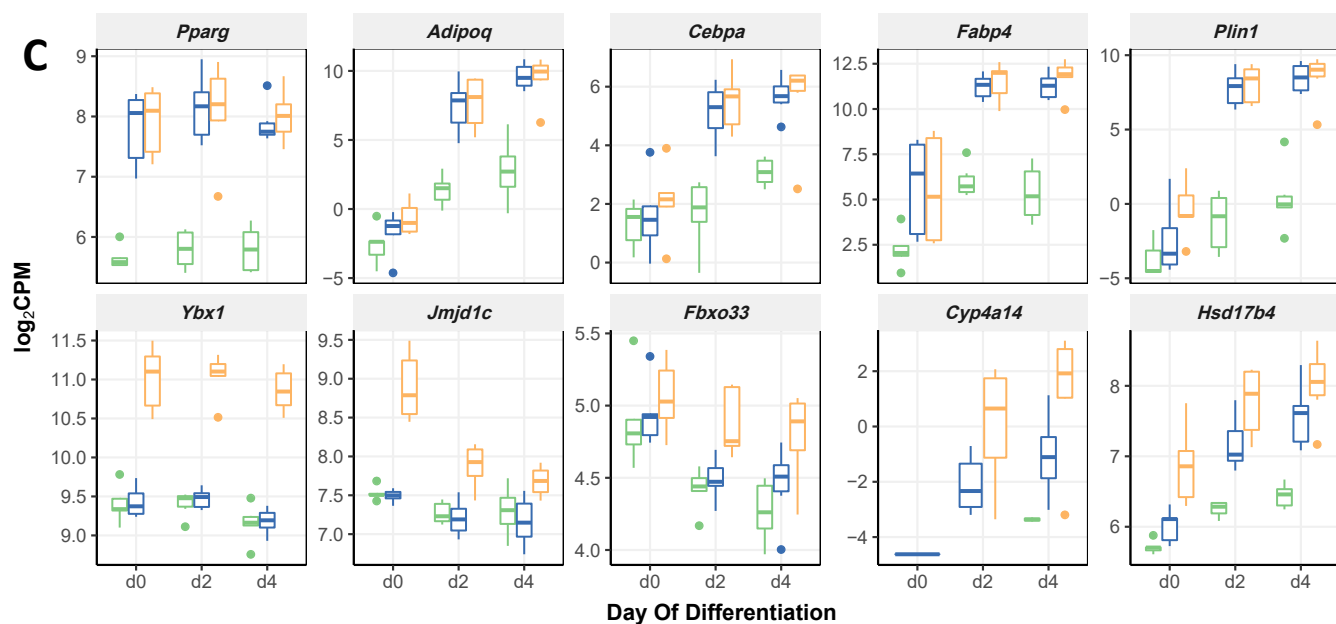 C
Pparg Adipoq Cebpa Fabp4 Plin1
9 8 7 6
10 5 0 −5
6 4 2 0
12.5 10.0 7.5 5.0 2.5
10 5 0 −5
log₂CPM
Ybx1 Jmjd1c Fbxo33 Cyp4a14 Hsd17b4
11.5 11.0 10.5 10.0 9.5 9.0
9.5 9.0 8.5 8.0 7.5 7.0
5.5 5.0 4.5 4.0
2 0 −2 −4
8 7 6
d0 d2 d4 d0 d2 d4 d0 d2 d4 d0 d2 d4 d0 d2 d4
Day Of Differentiation